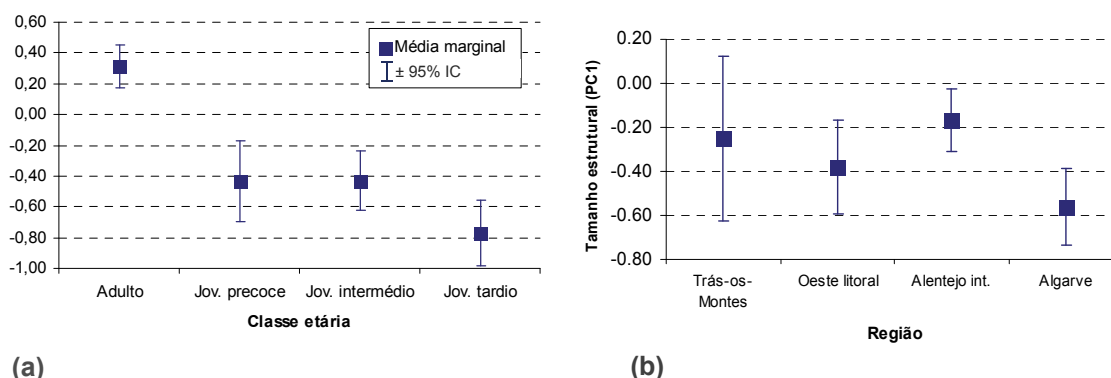 0,60
0,40
0,20
0,00
-0,20
-0,40
-0,60
-0,80
-1,00
Média marginal
± 95% IC
Adulto Jov. precoce Jov. intermédio Jov. tardio
Classe etária
(a)
0.20
0.00
-0.20
-0.40
-0.60
-0.80
Tamanho estrutural (PC1)
Trás-os- Oeste litoral Alentejo int. Algarve
Montes
Região
(b)